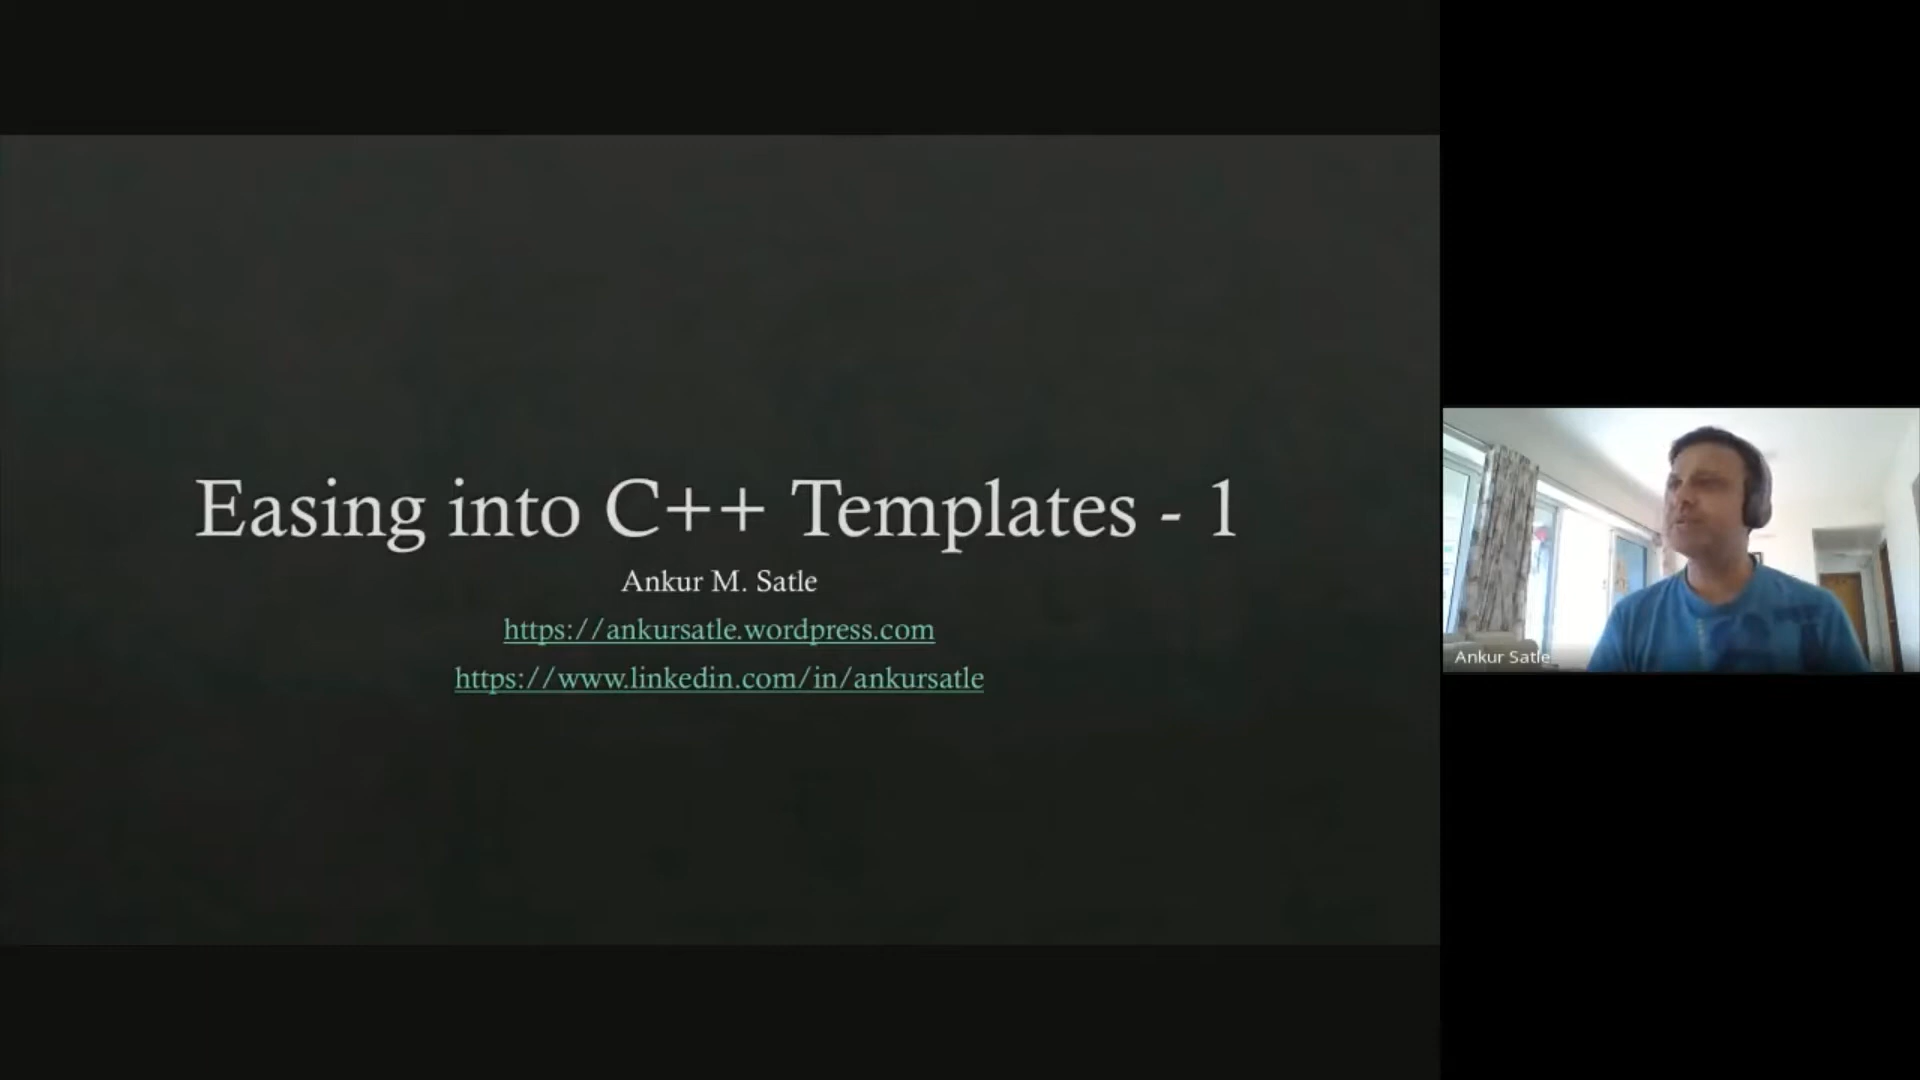 Easing into C++ Templates - 1
Ankur M. Satle
https://ankursatle.wordpress.com
https://www.linkedin.com/in/ankursatle
Ankur Satle